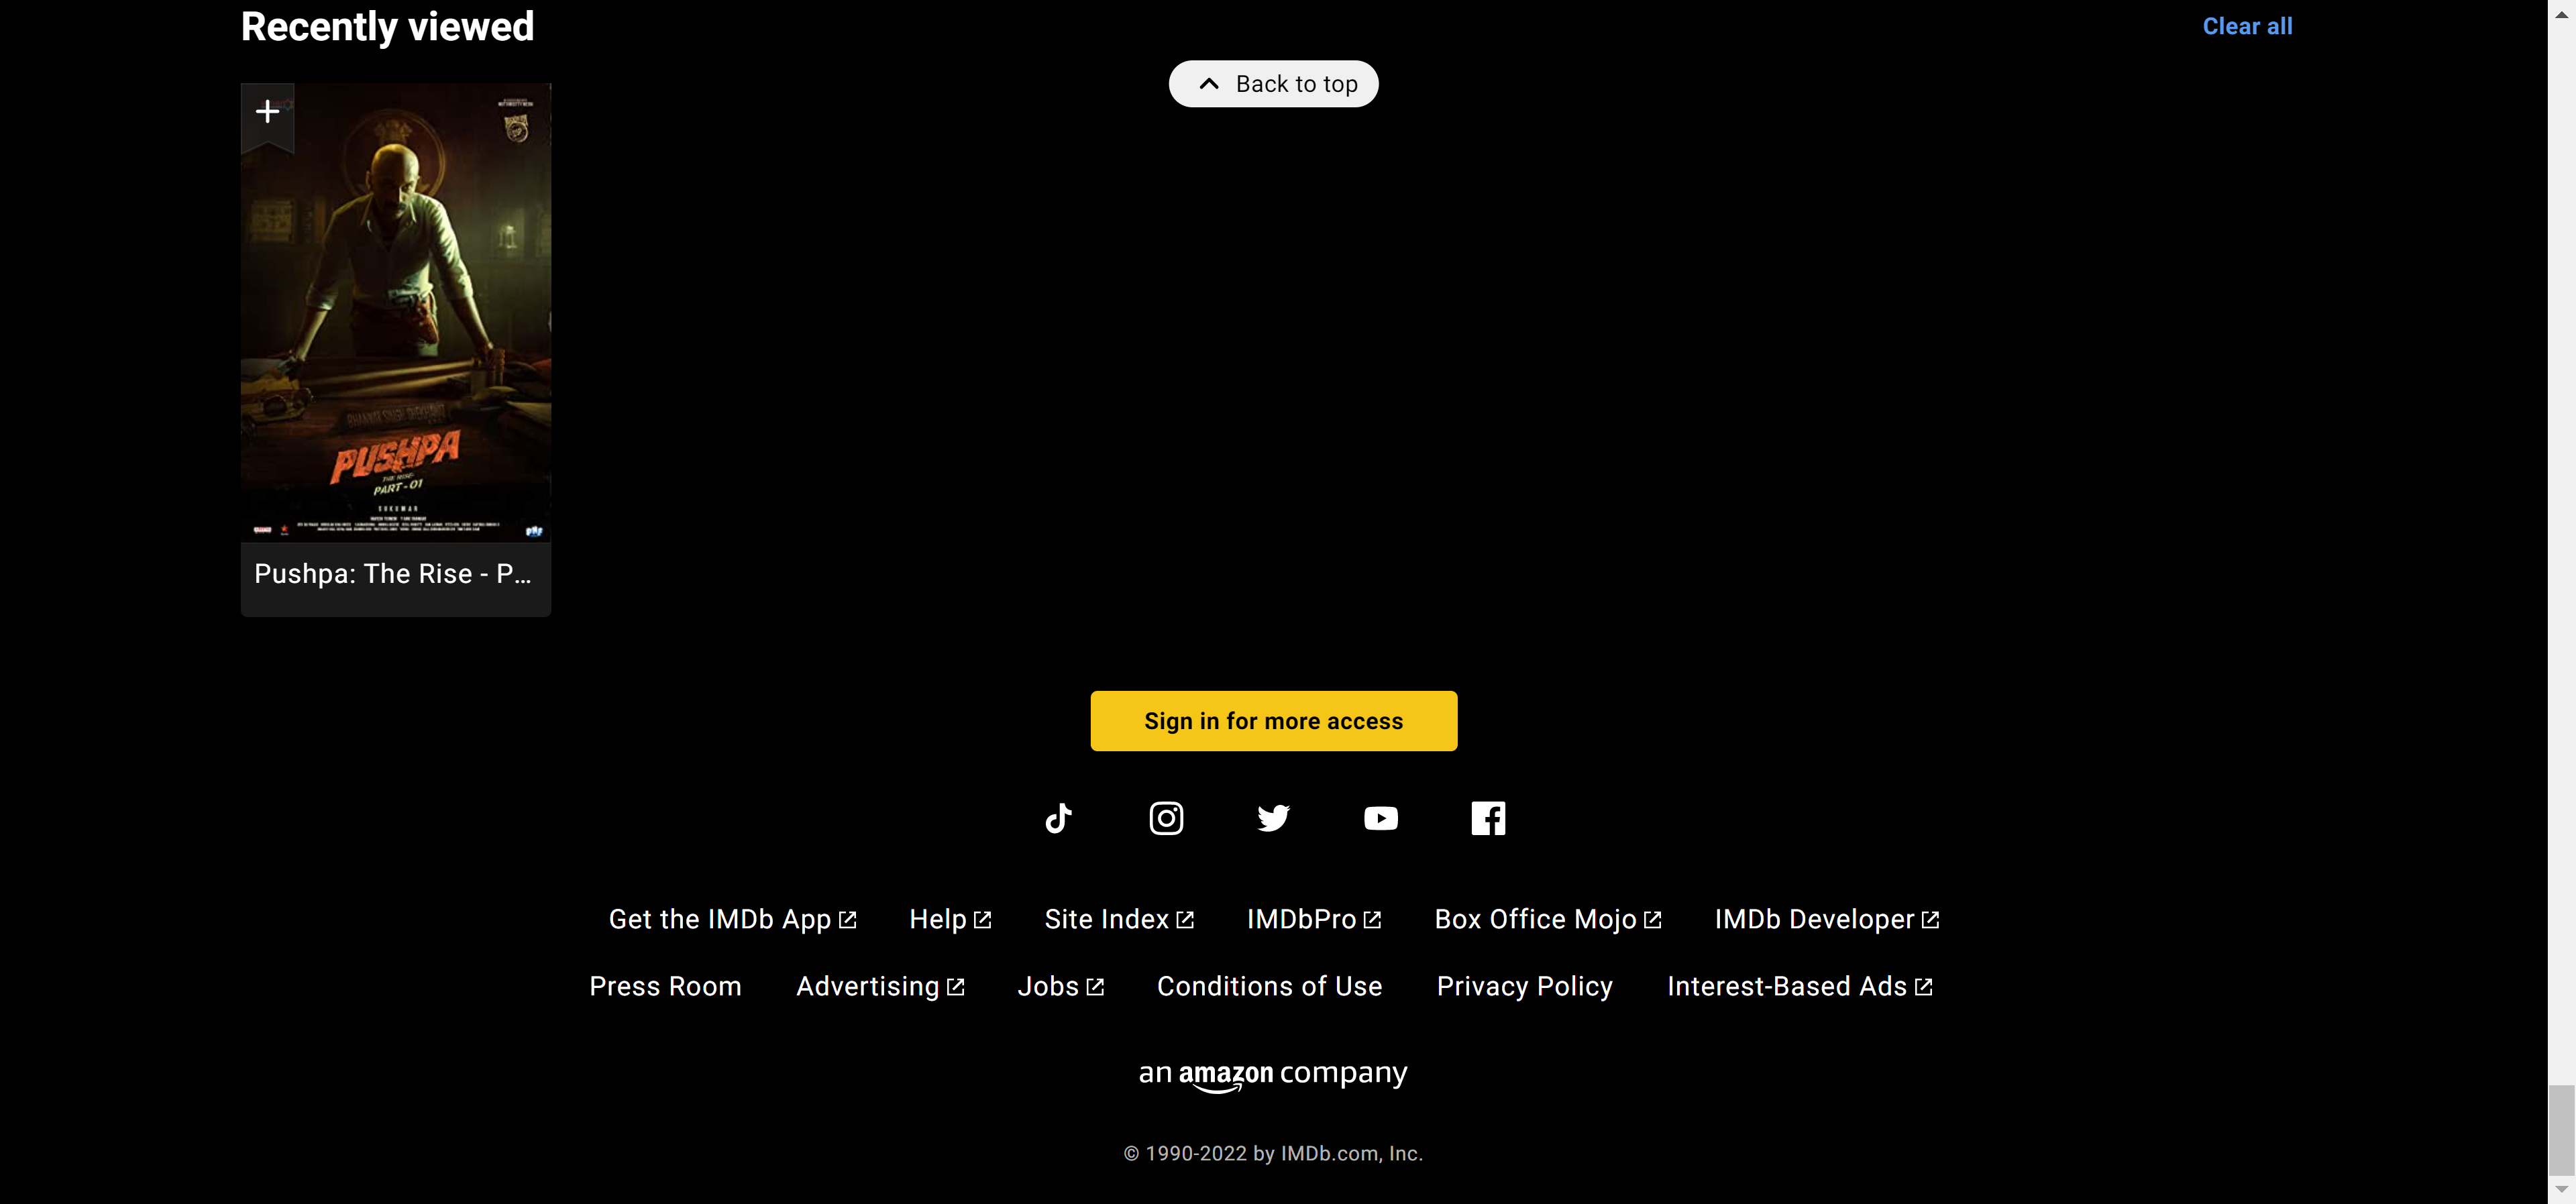 Recently viewed
Clear all
Back to top
PUSHPA
THE RISE
PART-01
SUKUMAR
Pushpa: The Rise - P...
Sign in for more access
Get the IMDb App Help Site Index IMDbPro Box Office Mojo IMDb Developer
Press Room Advertising Jobs Conditions of Use Privacy Policy Interest-Based Ads
an amazon company
© 1990-2022 by IMDb.com, Inc.